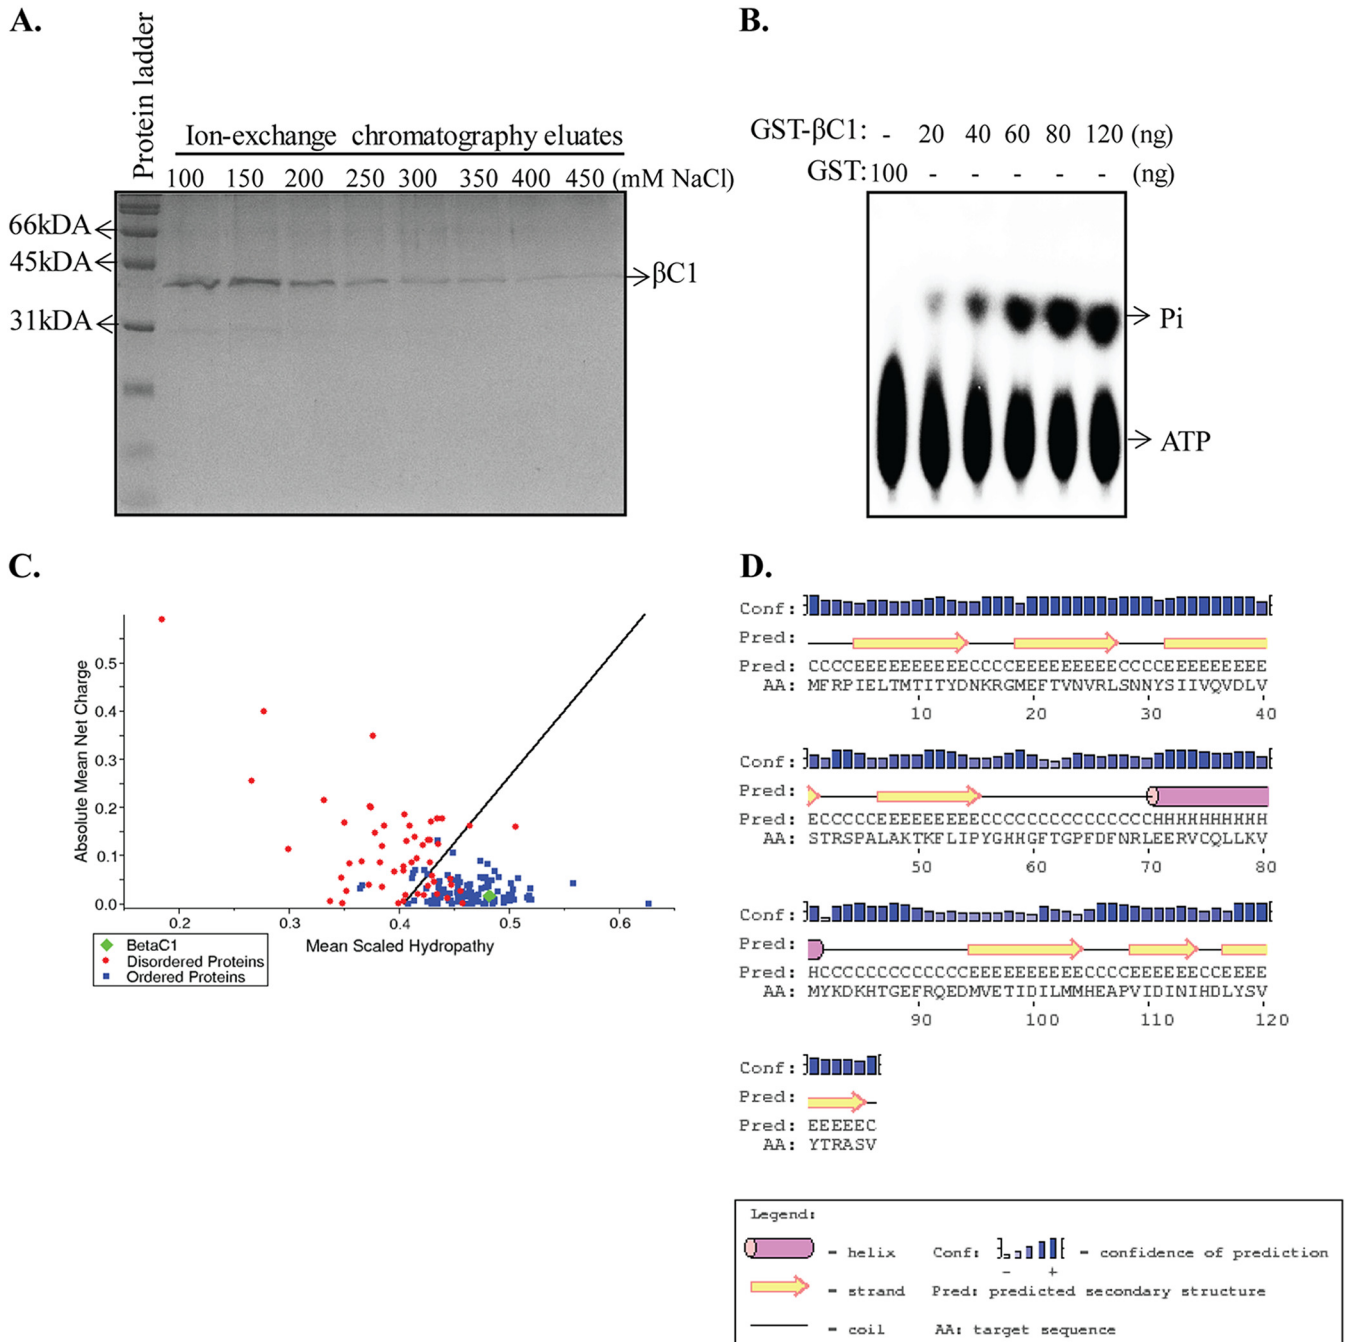 A.
Protein ladder
Ion-exchange chromatography eluates
100 150 200 250 300 350 400 450 (mM NaCl)
66kDA
45kDA
βC1
31kDA
B.
GST-βC1: - 20 40 60 80 120 (ng)
GST: 100 - - - - - (ng)
Pi
ATP
C.
Absolute Mean Net Charge
0.5
0.4
0.3
0.2
0.1
0.0
0.2 0.3 0.4 0.5 0.6
Mean Scaled Hydropathy
BetaC1
Disordered Proteins
Ordered Proteins
D.
Conf:
Pred:
Pred: CCCCEEEEEEEEEECCCCEEEEEEEEECCCCEEEEEEEEE
AA: MFRPIELTMTITYDNKRGMEFTVNVRLSNNYSIIVQVDLV
10 20 30 40
Conf:
Pred:
Pred: ECCCCCEEEEEEEEECCCCCCCCCCCCCCCHHHHHHHHHH
AA: STRSPALAKTKFLIPYGHHGFTGPFDFNRLEERVCQLLKV
50 60 70 80
Conf:
Pred:
Pred: HCCCCCCCCCCCCCEEEEEEEEEECCCCEEEEEECCEEEE
AA: MYKDKHTGEFRQEDMVETIDILMMHEAPVIDINIHDLYSV
90 100 110 120
Conf:
Pred:
Pred: EEEEEC
AA: YTRASV
Legend:
= helix Conf: = confidence of prediction
- +
= strand Pred: predicted secondary structure
= coil AA: target sequence